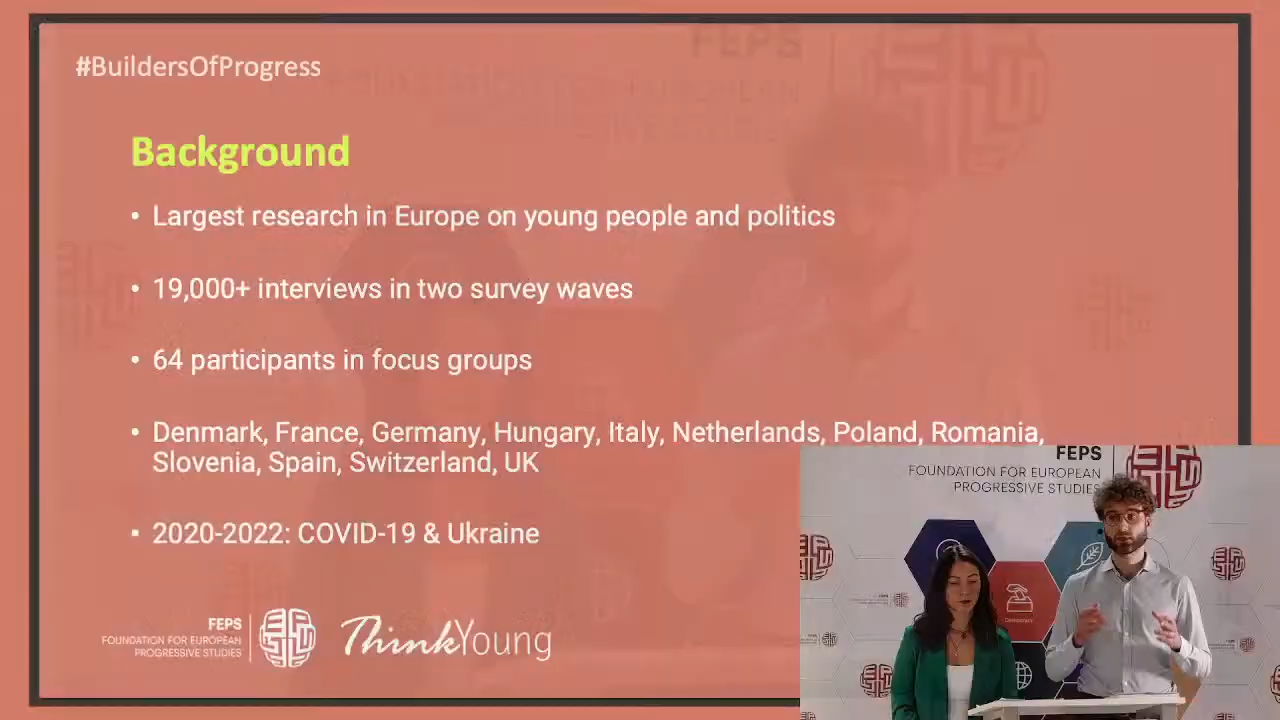 #BuildersOfProgress
Background
• Largest research in Europe on young people and politics
• 19,000+ interviews in two survey waves
• 64 participants in focus groups
• Denmark, France, Germany, Hungary, Italy, Netherlands, Poland, Romania,
Slovenia, Spain, Switzerland, UK
▪ 2020-2022: COVID-19 & Ukraine
FEPS
FOUNDATION FOR EUROPEAN
PROGRESSIVE STUDIES
ThinkYoung
FEPS
FOUNDATION FOR EUROPEAN
PROGRESSIVE STUDIES
Democracy